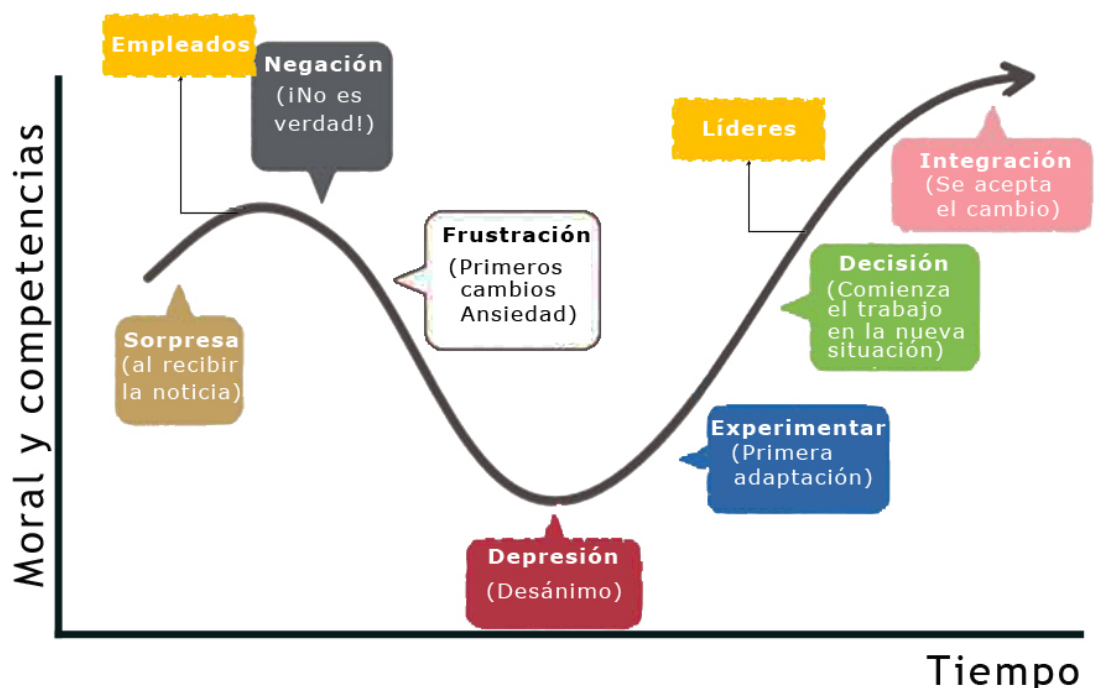 Empleados
Negación
(¡No es
verdad!)
Líderes
Integración
(Se acepta
el cambio)
Frustración
(Primeros
cambios
Ansiedad)
Decisión
(Comienza
el trabajo
en la nueva
situación)
Sorpresa
(al recibir
la noticia)
Experimentar
(Primera
adaptación)
Depresión
(Desánimo)
Moral y competencias
Tiempo